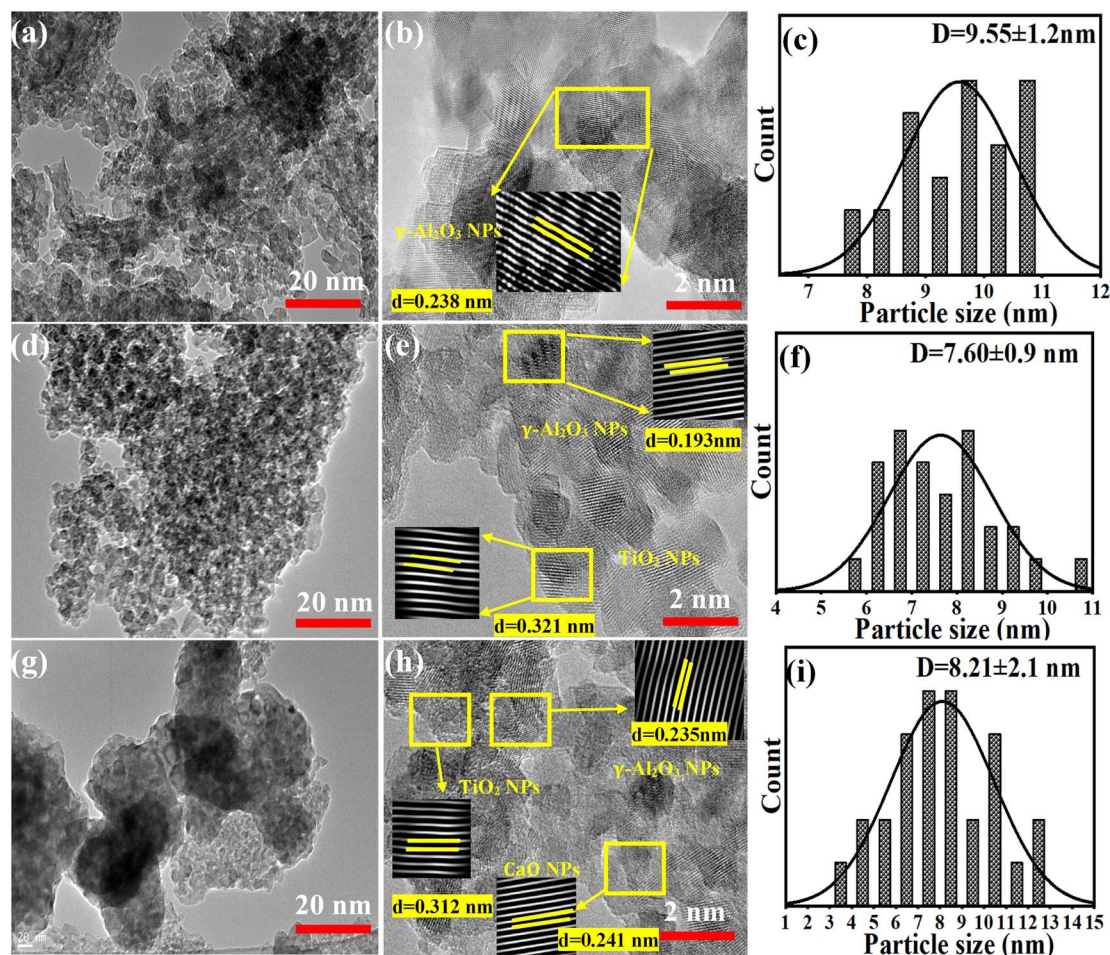 (a)
20 nm
(b)
γ-Al₂O₃ NPs
d=0.238 nm
2 nm
(c)
D=9.55±1.2nm
Count
7 8 9 10 11 12
Particle size (nm)
(d)
20 nm
(e)
γ-Al₂O₃ NPs
d=0.193nm
TiO₂ NPs
d=0.321 nm
2 nm
(f)
D=7.60±0.9 nm
Count
4 5 6 7 8 9 10 11
Particle size (nm)
(g)
20 nm
20 nm
(h)
d=0.235nm
γ-Al₂O₃ NPs
TiO₂ NPs
d=0.312 nm
CaO NPs
d=0.241 nm
2 nm
(i)
D=8.21±2.1 nm
Count
1 2 3 4 5 6 7 8 9 10 11 12 13 14 15
Particle size (nm)